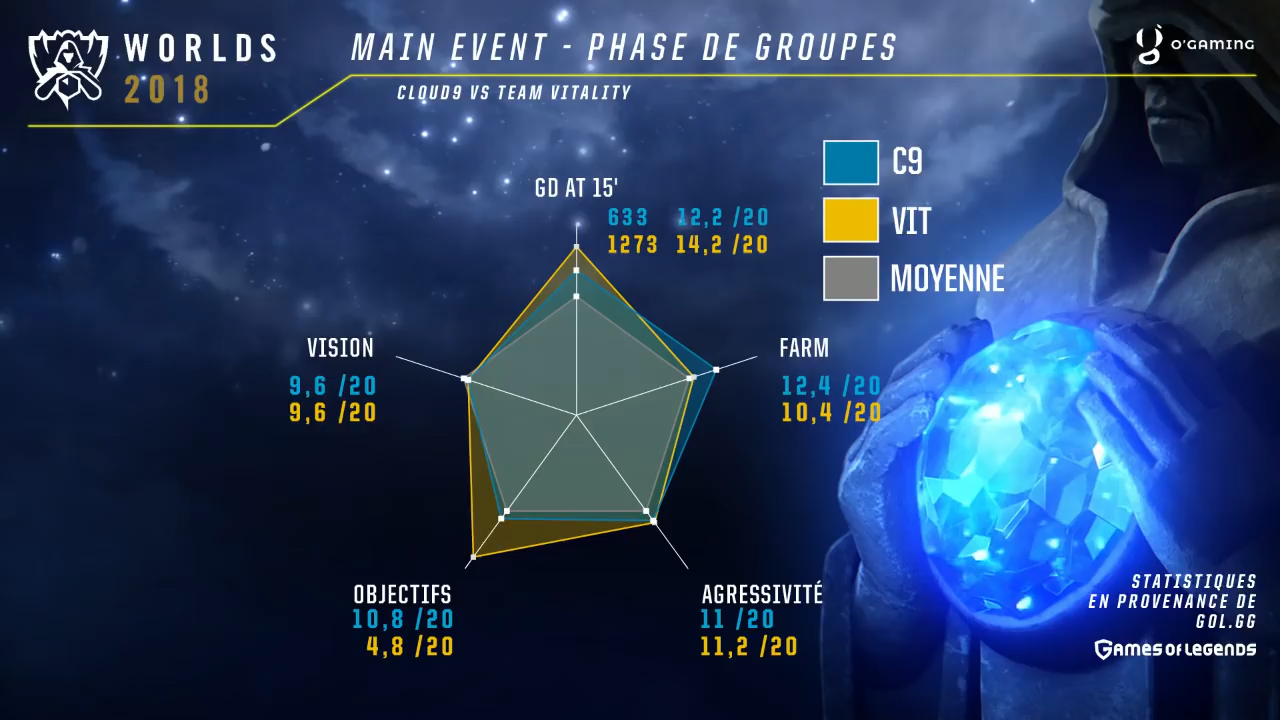 WORLDS
2018
MAIN EVENT - PHASE DE GROUPES
CLOUD9 VS TEAM VITALITY
O'GAMING
C9
VIT
MOYENNE
GD AT 15'
633 12,2 /20
1273 14,2 /20
VISION
9,6 /20
9,6 /20
FARM
12,4 /20
10,4 /20
OBJECTIFS
10,8 /20
4,8 /20
AGRESSIVITÉ
11 /20
11,2 /20
STATISTIQUES
EN PROVENANCE DE
GOL.GG
GAMES OF LEGENDS